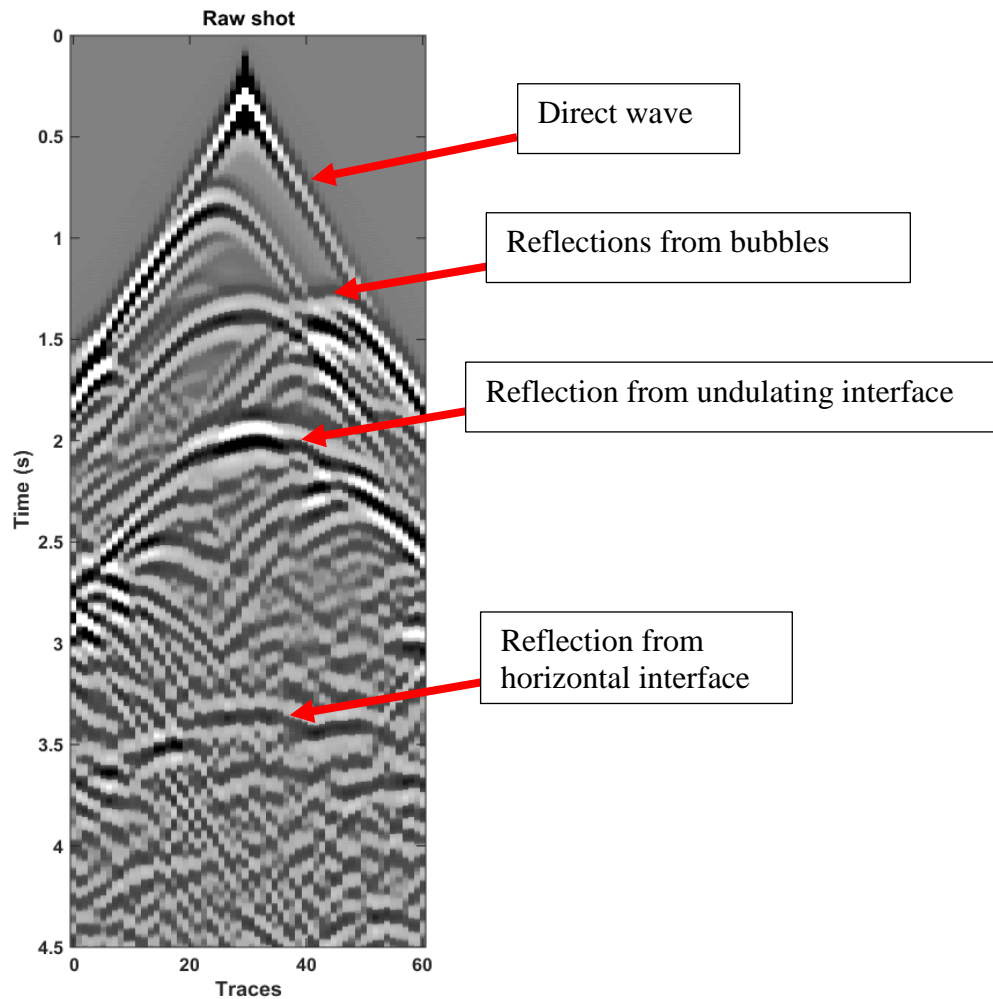 Raw shot
0
0.5
1
1.5
2
2.5
3
3.5
4
4.5
Time (s)
0
20
40
60
Traces
Direct wave
Reflections from bubbles
Reflection from undulating interface
Reflection from
horizontal interface